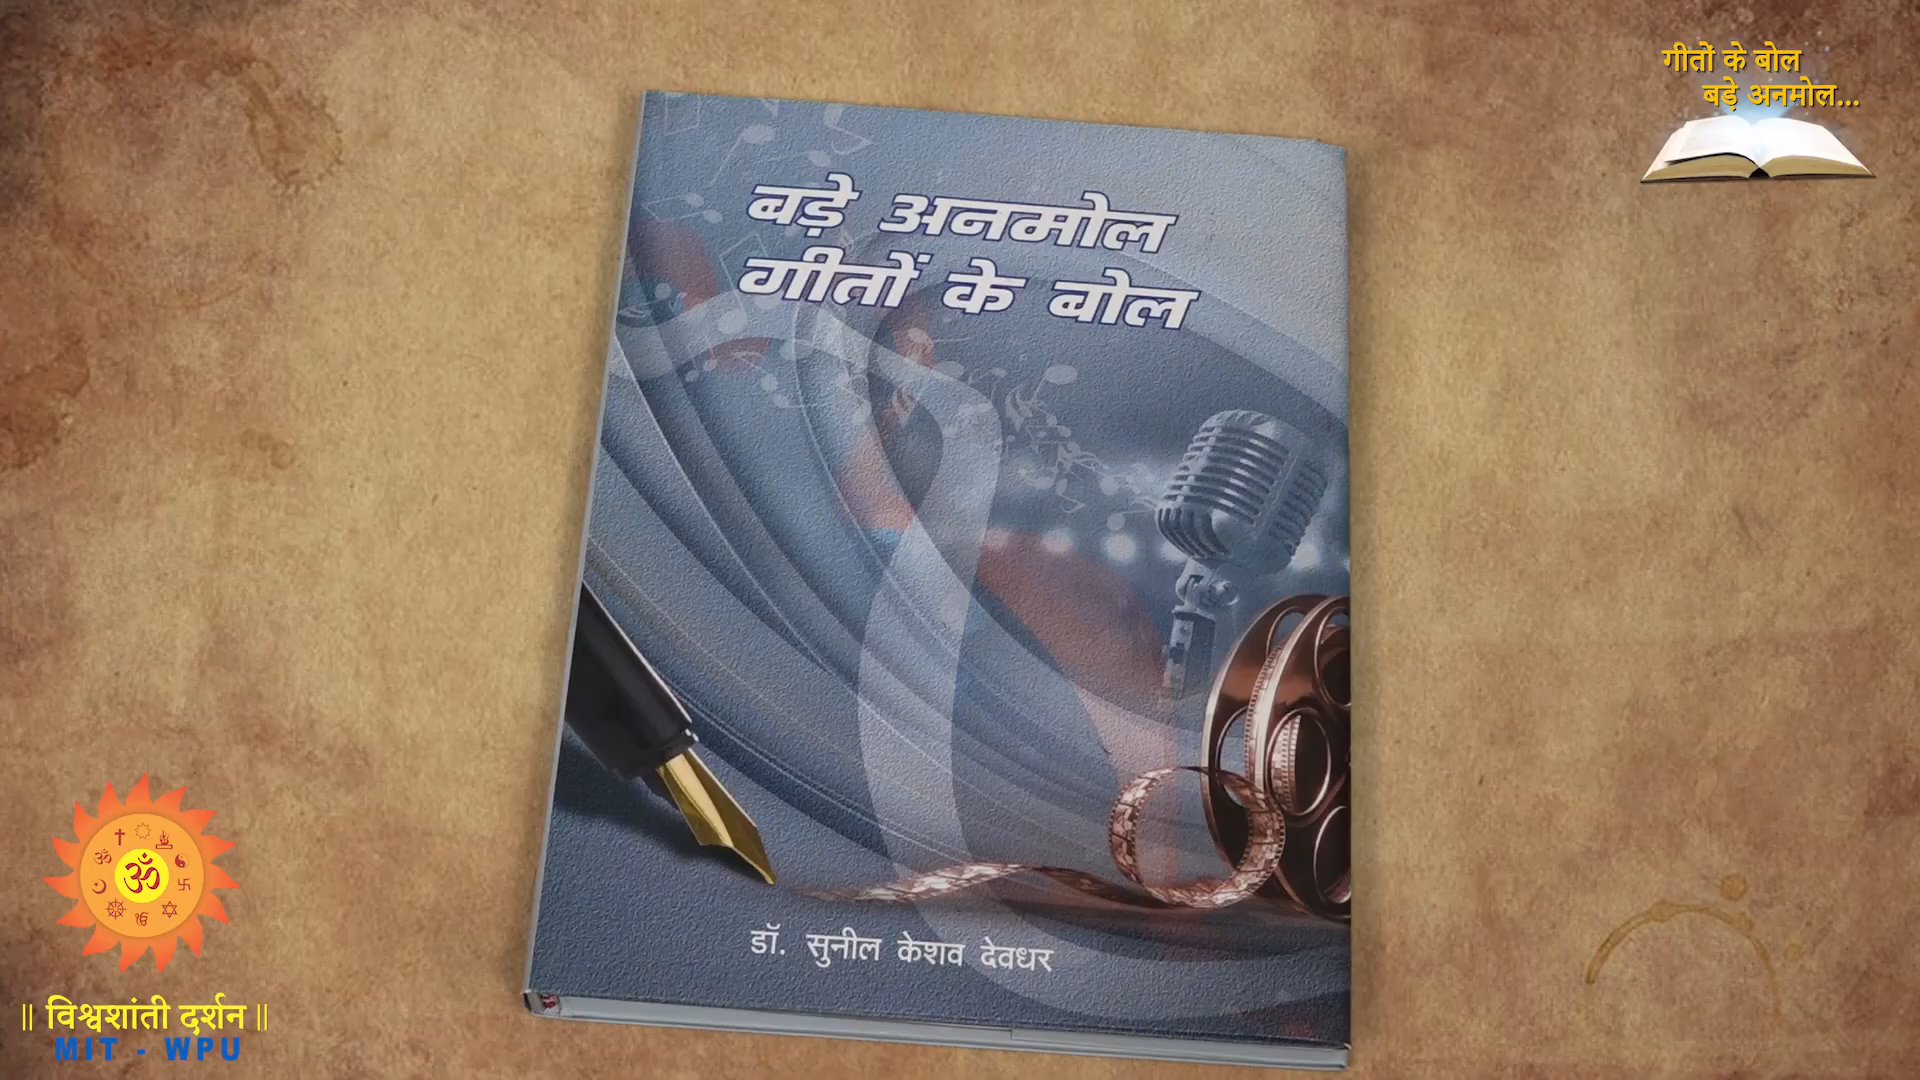 गीतों के बोल
बड़े अनमोल...
बड़े अनमोल
गीतों के बोल
डॉ. सुनील केशव देवधर
|| विश्वशांती दर्शन ||
MIT - WPU